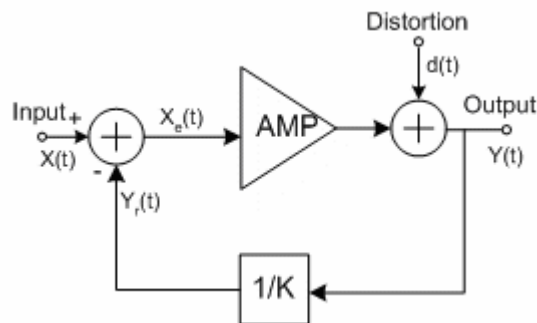 Distortion
d(t)
Input +
X(t)
-
X_e(t)
AMP
+
+
Output
Y(t)
Y_r(t)
1/K